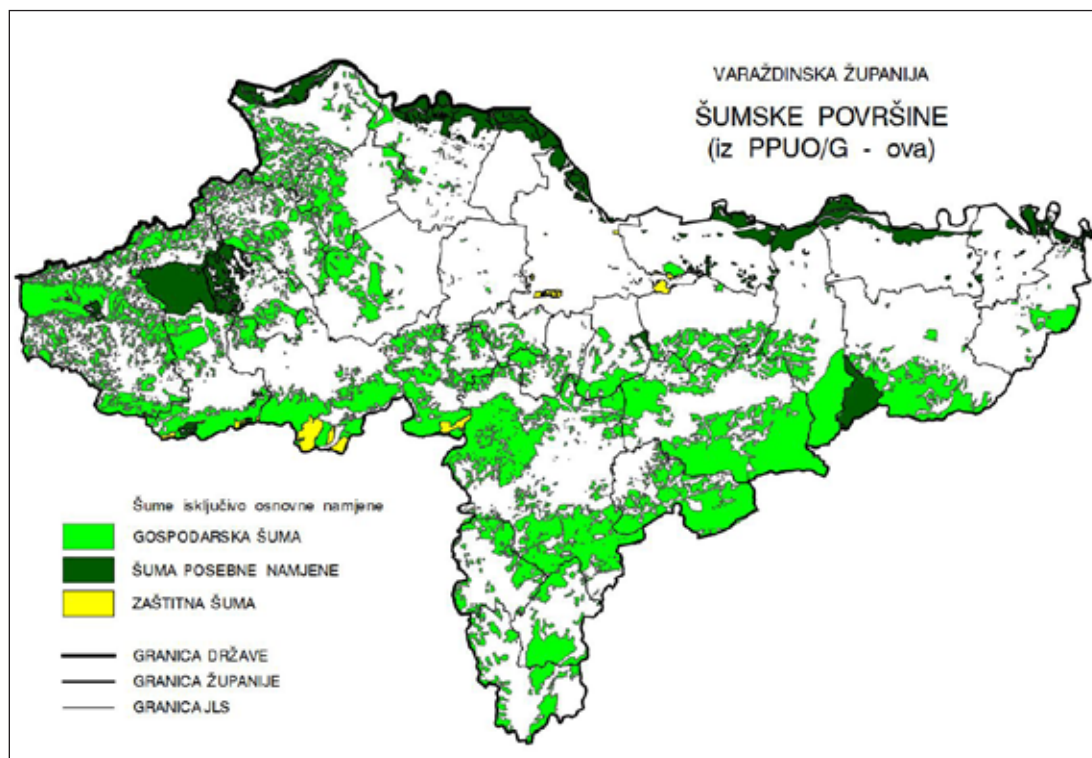 VARAŽDINSKA ŽUPANIJA
ŠUMSKE POVRŠINE
(iz PPUO/G - ova)
Šume isključivo osnovne namjene
GOSPODARSKA ŠUMA
ŠUMA POSEBNE NAMJENE
ZAŠTITNA ŠUMA
GRANICA DRŽAVE
GRANICA ŽUPANIJE
GRANICA JLS